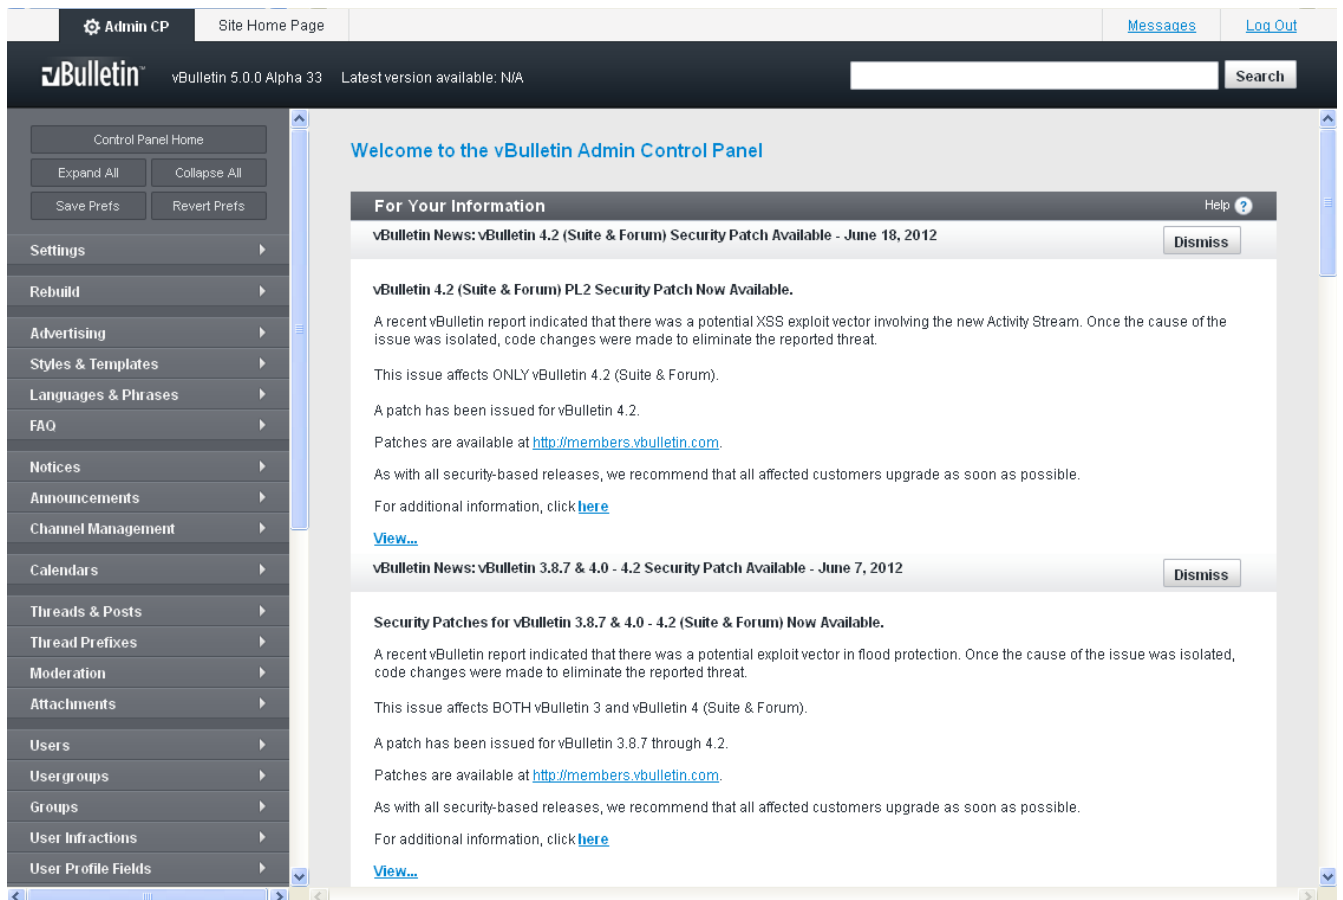 Admin CP
Site Home Page
Messages
Log Out
vBulletin™
vBulletin 5.0.0 Alpha 33
Latest version available: N/A
Search
Control Panel Home
Expand All
Collapse All
Save Prefs
Revert Prefs
Settings
Rebuild
Advertising
Styles & Templates
Languages & Phrases
FAQ
Notices
Announcements
Channel Management
Calendars
Threads & Posts
Thread Prefixes
Moderation
Attachments
Users
Usergroups
Groups
User Infractions
User Profile Fields
Welcome to the vBulletin Admin Control Panel
For Your Information
Help ?
vBulletin News: vBulletin 4.2 (Suite & Forum) Security Patch Available - June 18, 2012
Dismiss
vBulletin 4.2 (Suite & Forum) PL2 Security Patch Now Available.
A recent vBulletin report indicated that there was a potential XSS exploit vector involving the new Activity Stream. Once the cause of the
issue was isolated, code changes were made to eliminate the reported threat.
This issue affects ONLY vBulletin 4.2 (Suite & Forum).
A patch has been issued for vBulletin 4.2.
Patches are available at http://members.vbulletin.com.
As with all security-based releases, we recommend that all affected customers upgrade as soon as possible.
For additional information, click here
View...
vBulletin News: vBulletin 3.8.7 & 4.0 - 4.2 Security Patch Available - June 7, 2012
Dismiss
Security Patches for vBulletin 3.8.7 & 4.0 - 4.2 (Suite & Forum) Now Available.
A recent vBulletin report indicated that there was a potential exploit vector in flood protection. Once the cause of the issue was isolated,
code changes were made to eliminate the reported threat.
This issue affects BOTH vBulletin 3 and vBulletin 4 (Suite & Forum).
A patch has been issued for vBulletin 3.8.7 through 4.2.
Patches are available at http://members.vbulletin.com.
As with all security-based releases, we recommend that all affected customers upgrade as soon as possible.
For additional information, click here
View...